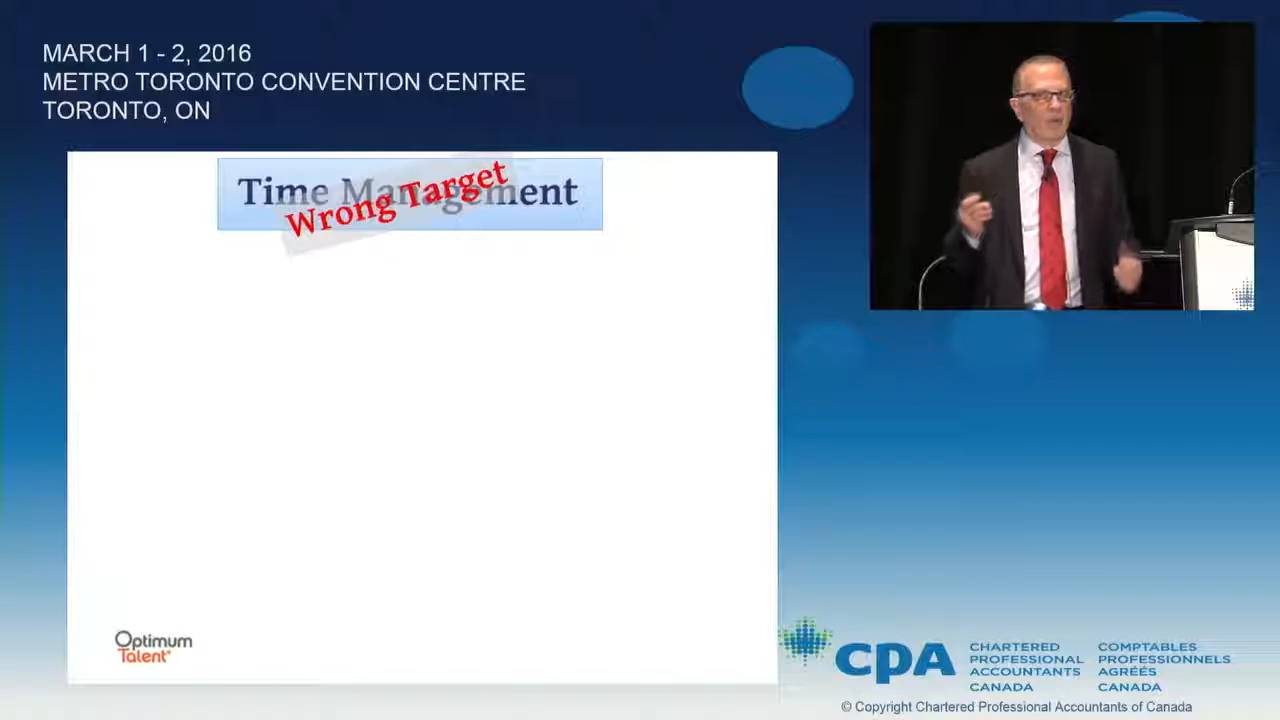 MARCH 1 - 2, 2016
METRO TORONTO CONVENTION CENTRE
TORONTO, ON
Time Management
Wrong Target
Optimum
Talent
CPA
CHARTERED
PROFESSIONAL
ACCOUNTANTS
CANADA
COMPTABLES
PROFESSIONNELS
AGRÉÉS
CANADA
© Copyright Chartered Professional Accountants of Canada